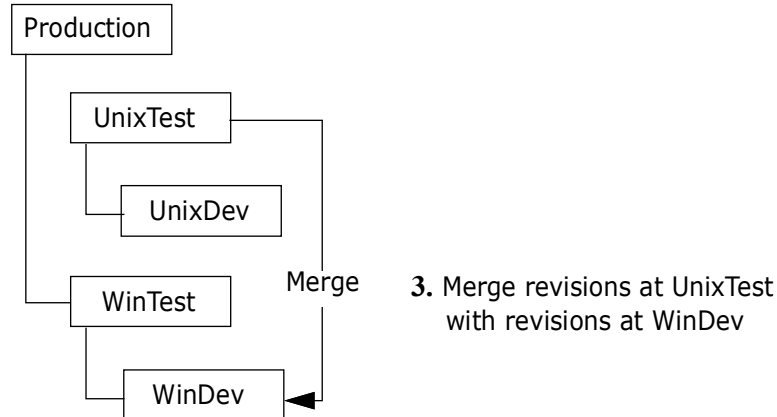 Production
UnixTest
UnixDev
WinTest
Merge
3. Merge revisions at UnixTest
with revisions at WinDev
WinDev